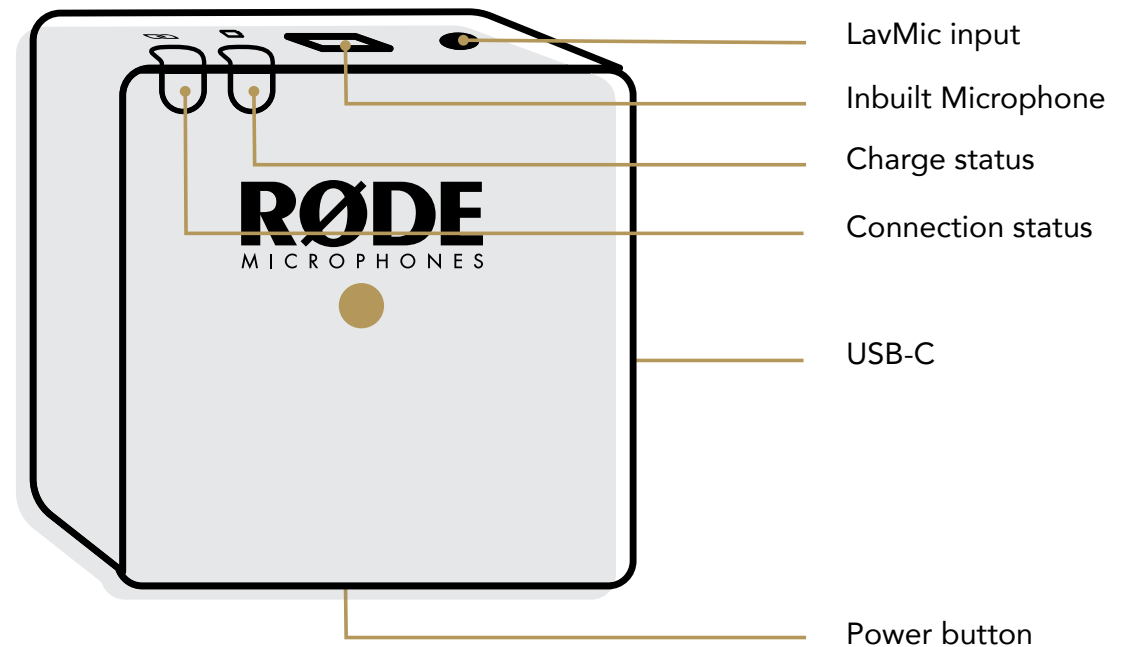 LavMic input
Inbuilt Microphone
Charge status
Connection status
RØDE
MICROPHONES
USB-C
Power button